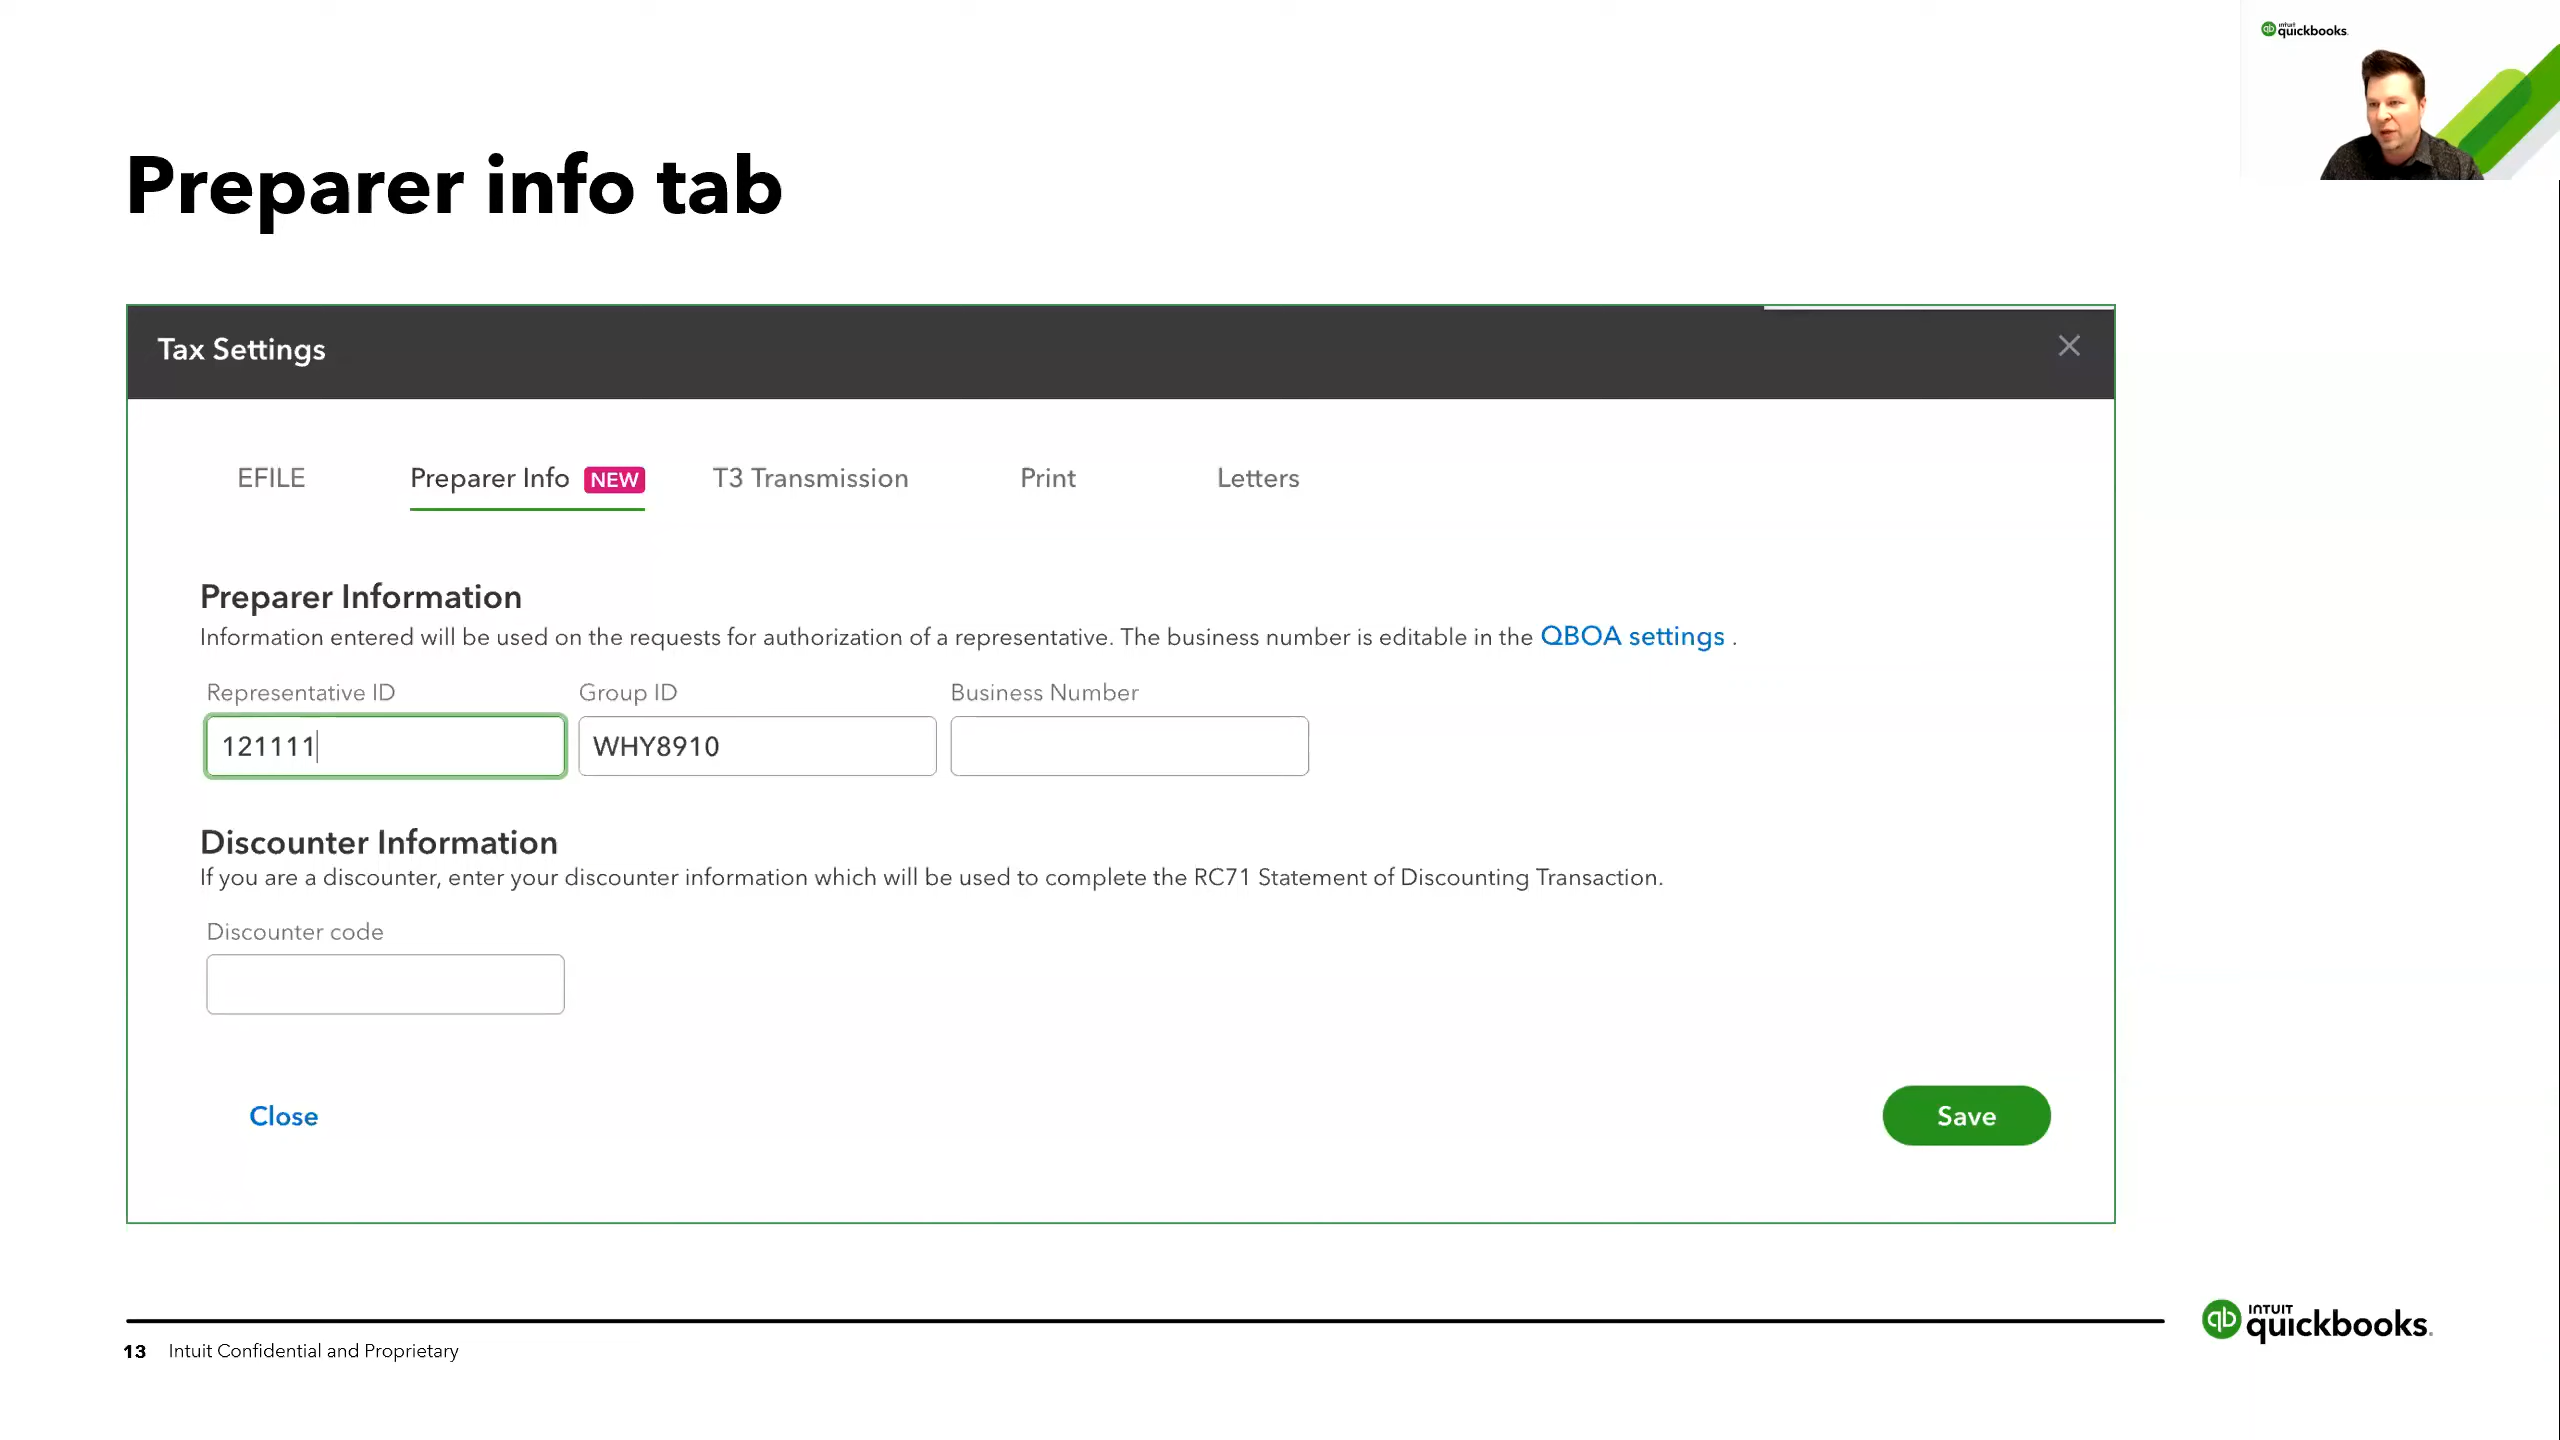 intuit
quickbooks.
Preparer info tab
Tax Settings
EFILE
Preparer Info NEW
T3 Transmission
Print
Letters
Preparer Information
Information entered will be used on the requests for authorization of a representative. The business number is editable in the QBOA settings .
Representative ID
Group ID
Business Number
121111
WHY8910
Discounter Information
If you are a discounter, enter your discounter information which will be used to complete the RC71 Statement of Discounting Transaction.
Discounter code
Close
Save
13 Intuit Confidential and Proprietary
qb INTUIT
quickbooks.